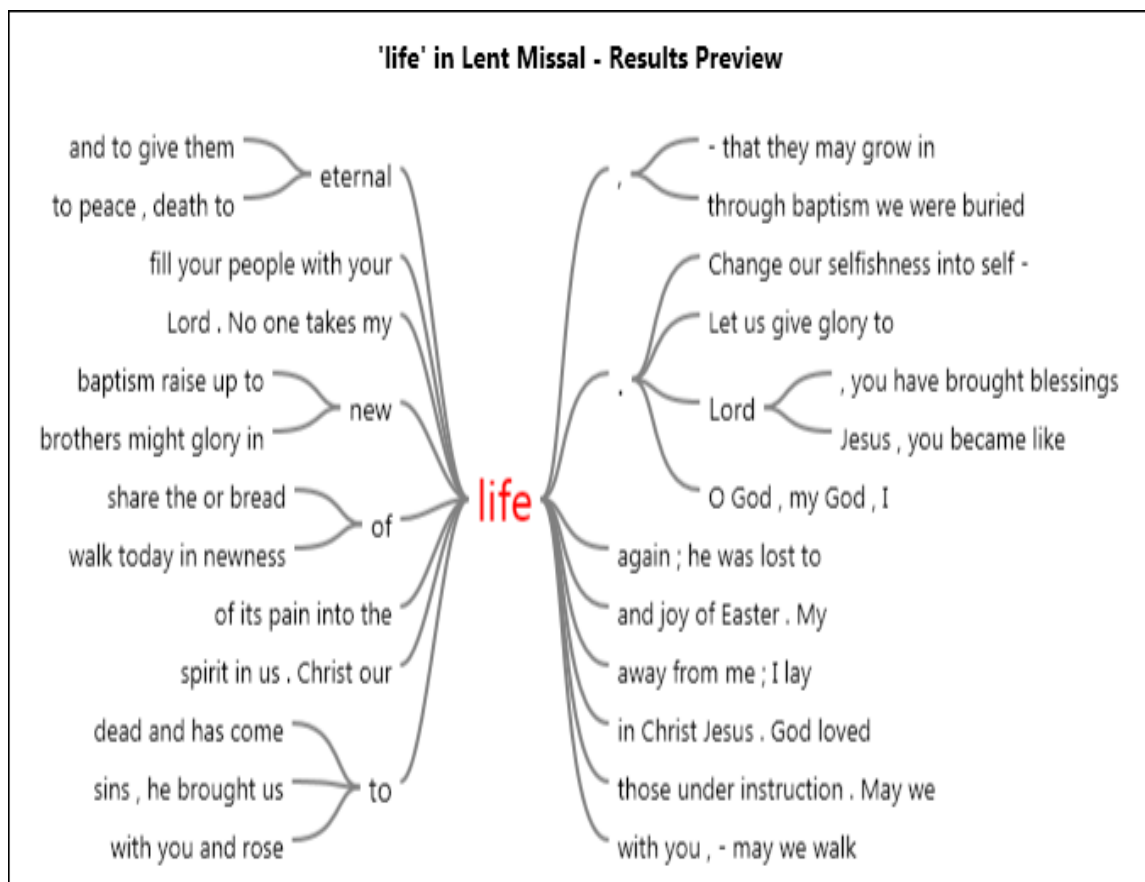 'life' in Lent Missal - Results Preview
and to give them
to peace , death to
eternal
fill your people with your
Lord . No one takes my
baptism raise up to
brothers might glory in
new
share the or bread
walk today in newness
of
of its pain into the
spirit in us . Christ our
dead and has come
sins , he brought us
with you and rose
to
life
,
- that they may grow in
through baptism we were buried
.
Change our selfishness into self -
Let us give glory to
Lord
, you have brought blessings
Jesus , you became like
O God , my God , I
again ; he was lost to
and joy of Easter . My
away from me ; I lay
in Christ Jesus . God loved
those under instruction . May we
with you , - may we walk